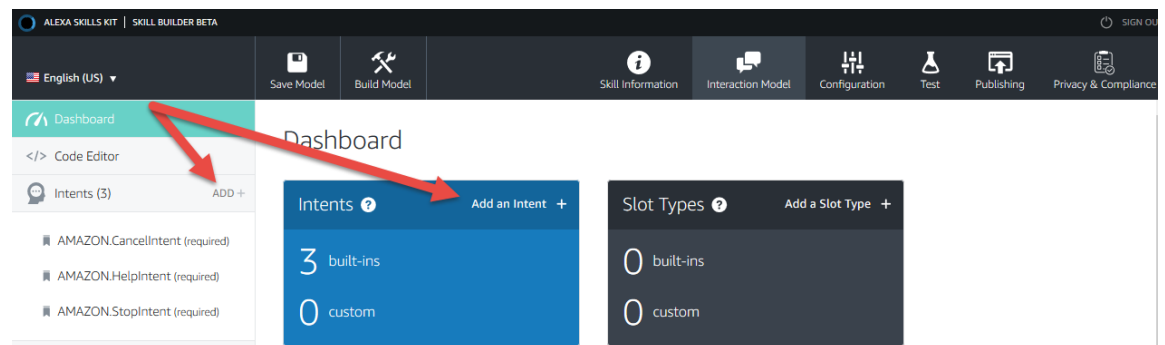 ALEXA SKILLS KIT | SKILL BUILDER BETA
SIGN OU
English (US)
Save Model
Build Model
Skill Information
Interaction Model
Configuration
Test
Publishing
Privacy & Compliance
Dashboard
</> Code Editor
Intents (3) ADD +
AMAZON.CancelIntent (required)
AMAZON.HelpIntent (required)
AMAZON.StopIntent (required)
Dashboard
Intents ? Add an Intent +
3 built-ins
0 custom
Slot Types ? Add a Slot Type +
0 built-ins
0 custom